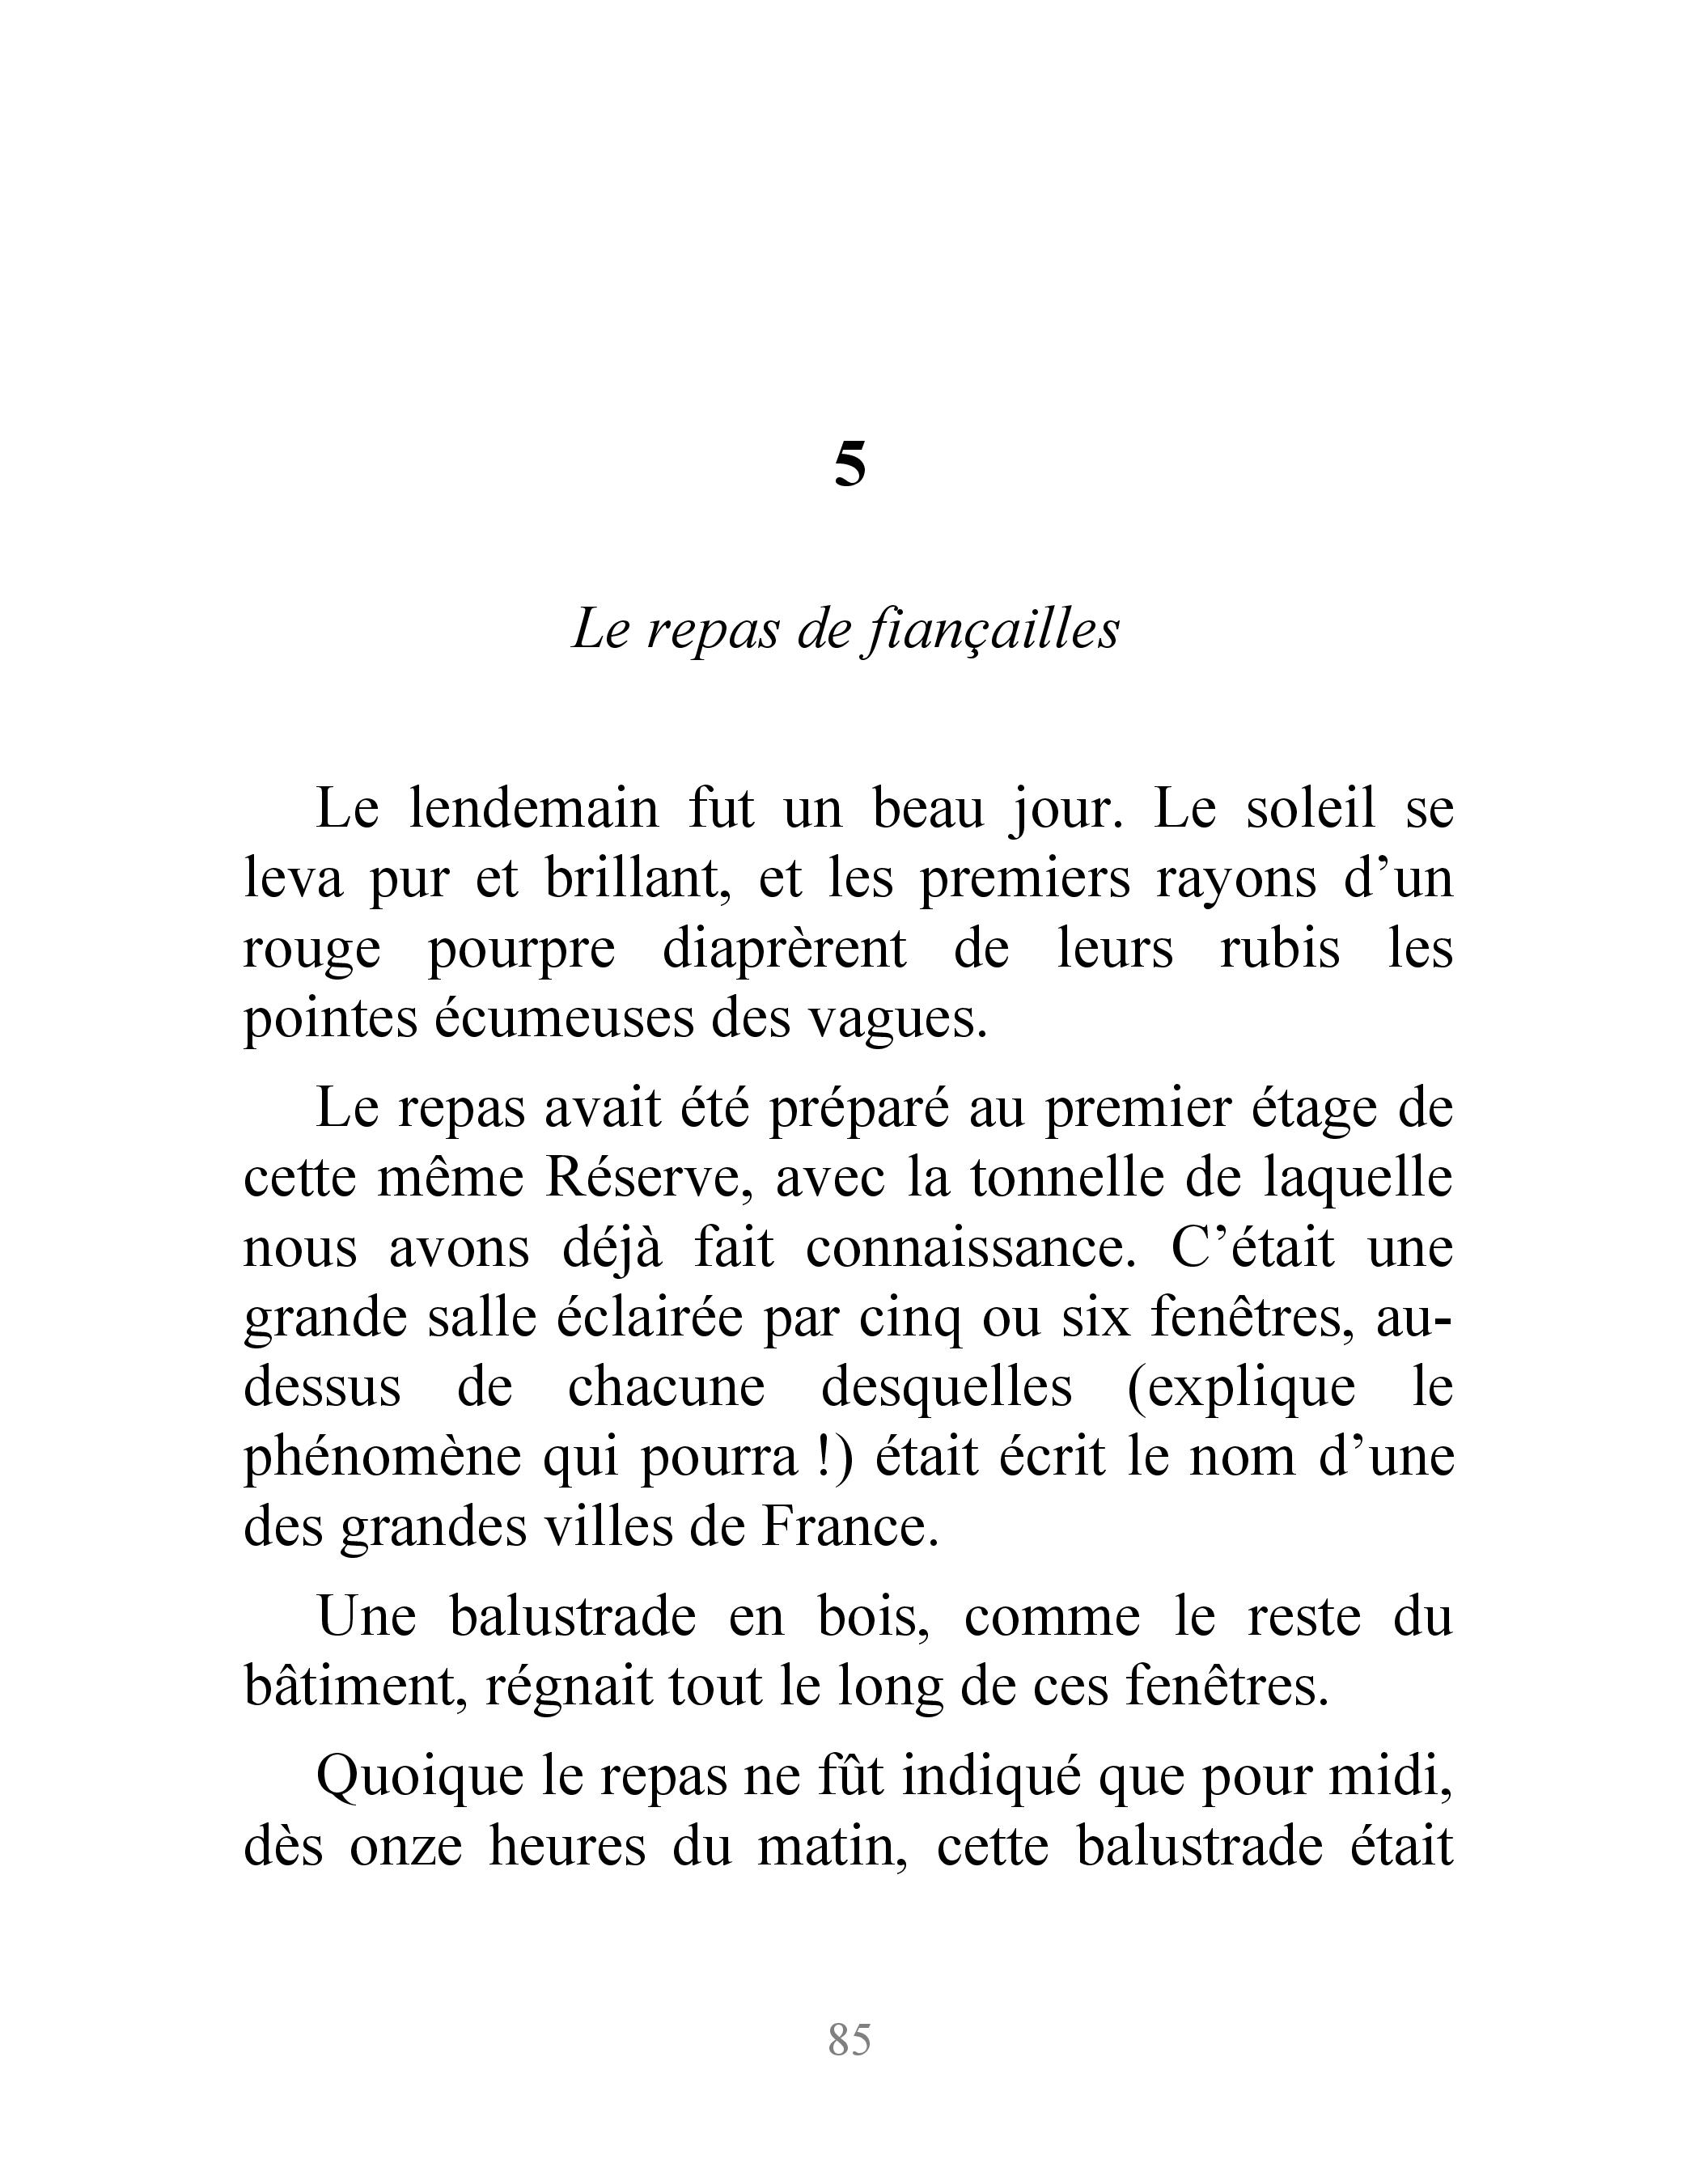 5
Le repas de fiançailles
Le lendemain fut un beau jour. Le soleil se
leva pur et brillant, et les premiers rayons d’un
rouge pourpre diaprèrent de leurs rubis les
pointes écumeuses des vagues.
Le repas avait été préparé au premier étage de
cette même Réserve, avec la tonnelle de laquelle
nous avons déjà fait connaissance. C’était une
grande salle éclairée par cinq ou six fenêtres, au-
dessus de chacune desquelles (explique le
phénomène qui pourra !) était écrit le nom d’une
des grandes villes de France.
Une balustrade en bois, comme le reste du
bâtiment, régnait tout le long de ces fenêtres.
Quoique le repas ne fût indiqué que pour midi,
dès onze heures du matin, cette balustrade était
85